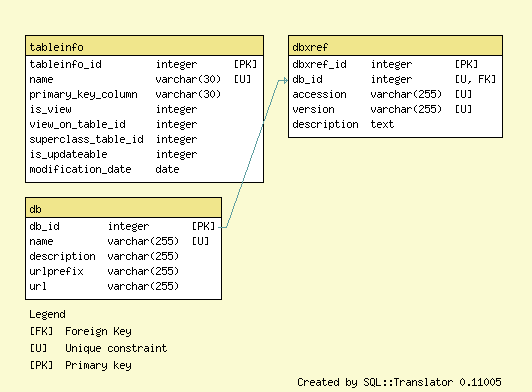 tableinfo
tableinfo_id integer [PK]
name varchar(30) [U]
primary_key_column varchar(30)
is_view integer
view_on_table_id integer
superclass_table_id integer
is_updateable integer
modification_date date
dbxref
dbxref_id integer [PK]
db_id integer [U, FK]
accession varchar(255) [U]
version varchar(255) [U]
description text
db
db_id integer [PK]
name varchar(255) [U]
description varchar(255)
urlprefix varchar(255)
url varchar(255)
Legend
[FK] Foreign Key
[U] Unique constraint
[PK] Primary key
Created by SQL::Translator 0.11005